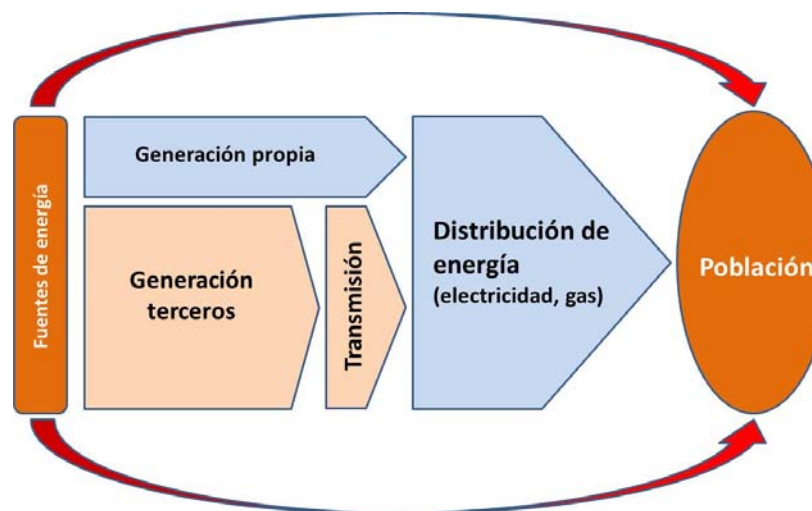 Fuentes de energía
Generación propia
Generación
terceros
Transmisión
Distribución de
energía
(electricidad, gas)
Población